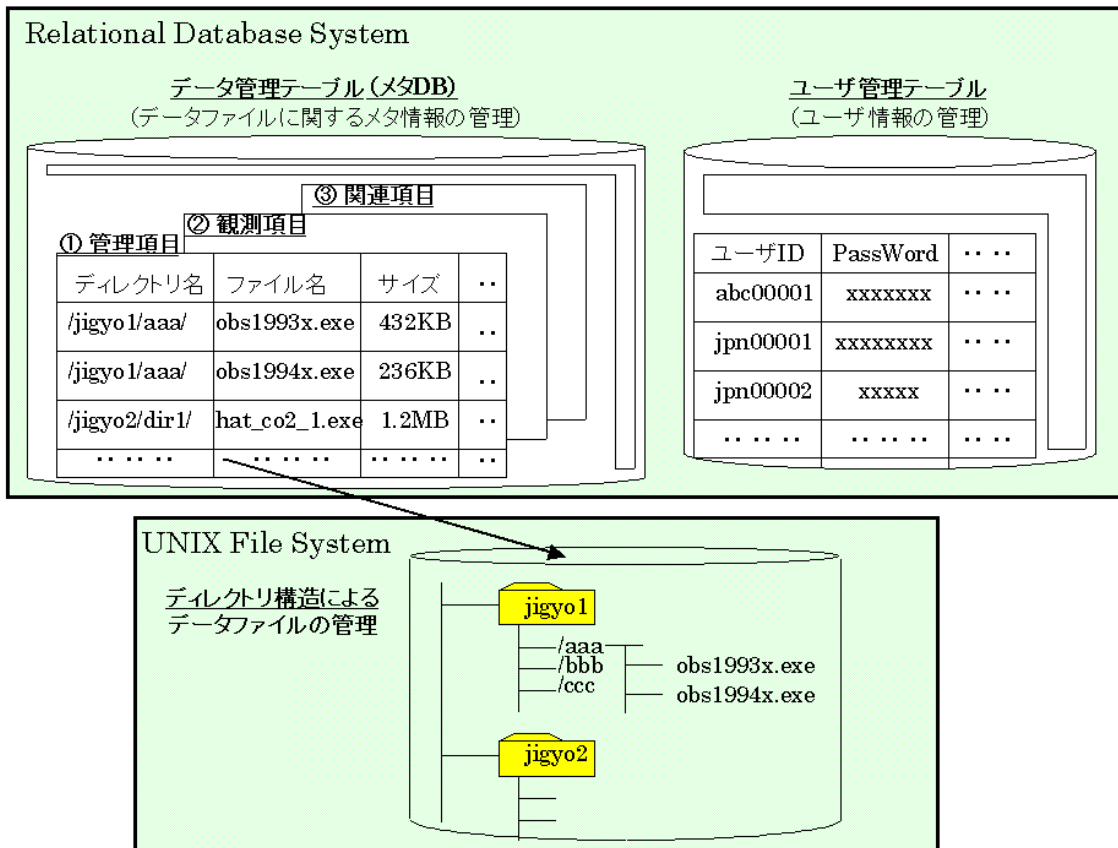 Relational Database System
データ管理テーブル(メタDB)
(データファイルに関するメタ情報の管理)
ユーザ管理テーブル
(ユーザ情報の管理)
③ 関連項目
② 観測項目
① 管理項目
ディレクトリ名 ファイル名 サイズ ‥
/jigyo1/aaa/ obs1993x.exe 432KB ‥
/jigyo1/aaa/ obs1994x.exe 236KB ‥
/jigyo2/dir1/ hat_co2_1.exe 1.2MB ‥
‥‥‥ ‥‥‥ ‥‥‥ ‥
ユーザID PassWord ‥‥
abc00001 xxxxxxx ‥‥
jpn00001 xxxxxxxx ‥‥
jpn00002 xxxxx ‥‥
‥‥‥ ‥‥‥ ‥‥
UNIX File System
ディレクトリ構造による
データファイルの管理
jigyo1
/aaa
/bbb
/ccc
obs1993x.exe
obs1994x.exe
jigyo2